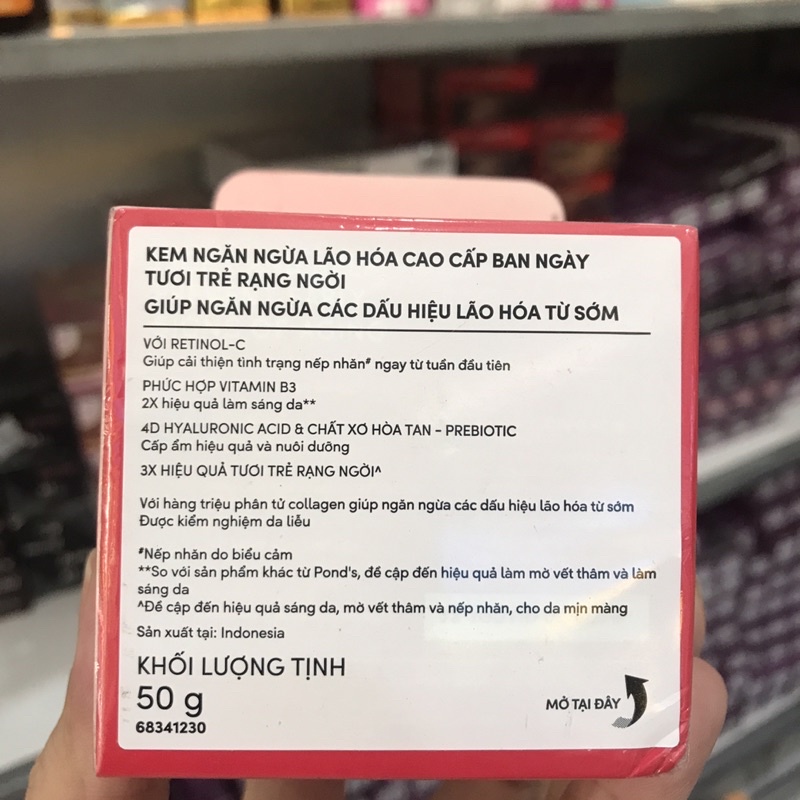 KEM NGĂN NGỪA LÃO HÓA CAO CẤP BAN NGÀY
TƯƠI TRẺ RẠNG NGỜI
GIÚP NGĂN NGỪA CÁC DẤU HIỆU LÃO HÓA TỪ SỚM
VỚI RETINOL-C
Giúp cải thiện tình trạng nếp nhăn# ngay từ tuần đầu tiên
PHỨC HỢP VITAMIN B3
2X hiệu quả làm sáng da**
4D HYALURONIC ACID & CHẤT XƠ HÒA TAN - PREBIOTIC
Cấp ẩm hiệu quả và nuôi dưỡng
3X HIỆU QUẢ TƯƠI TRẺ RẠNG NGỜI^
Với hàng triệu phân tử collagen giúp ngăn ngừa các dấu hiệu lão hóa từ sớm
Được kiểm nghiệm da liễu
#Nếp nhăn do biểu cảm
**So với sản phẩm khác từ Pond's, đề cập đến hiệu quả làm mờ vết thâm và làm
sáng da
^Đề cập đến hiệu quả sáng da, mờ vết thâm và nếp nhăn, cho da mịn màng
Sản xuất tại: Indonesia
KHỐI LƯỢNG TỊNH
50 g
68341230
MỞ TẠI ĐÂY